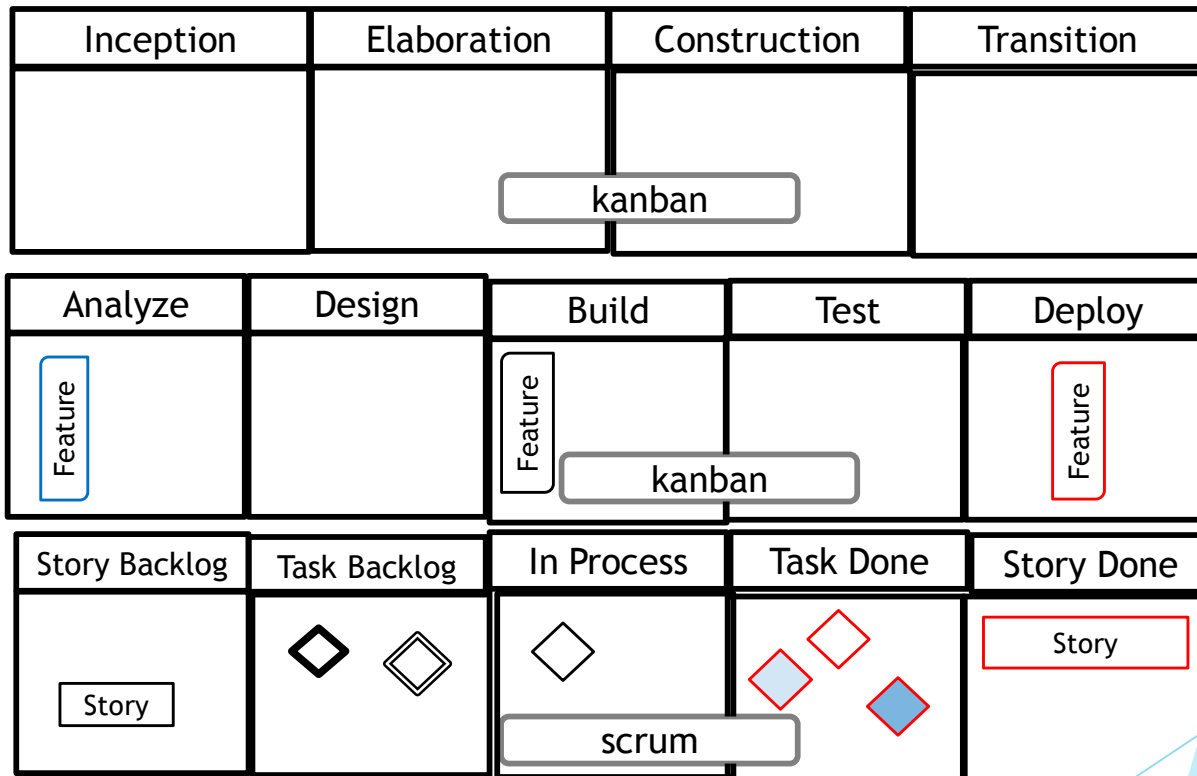 Inception Elaboration Construction Transition
kanban
Analyze Design Build Test Deploy
Feature Feature Feature
kanban
Story Backlog Task Backlog In Process Task Done Story Done
Story
Story
scrum